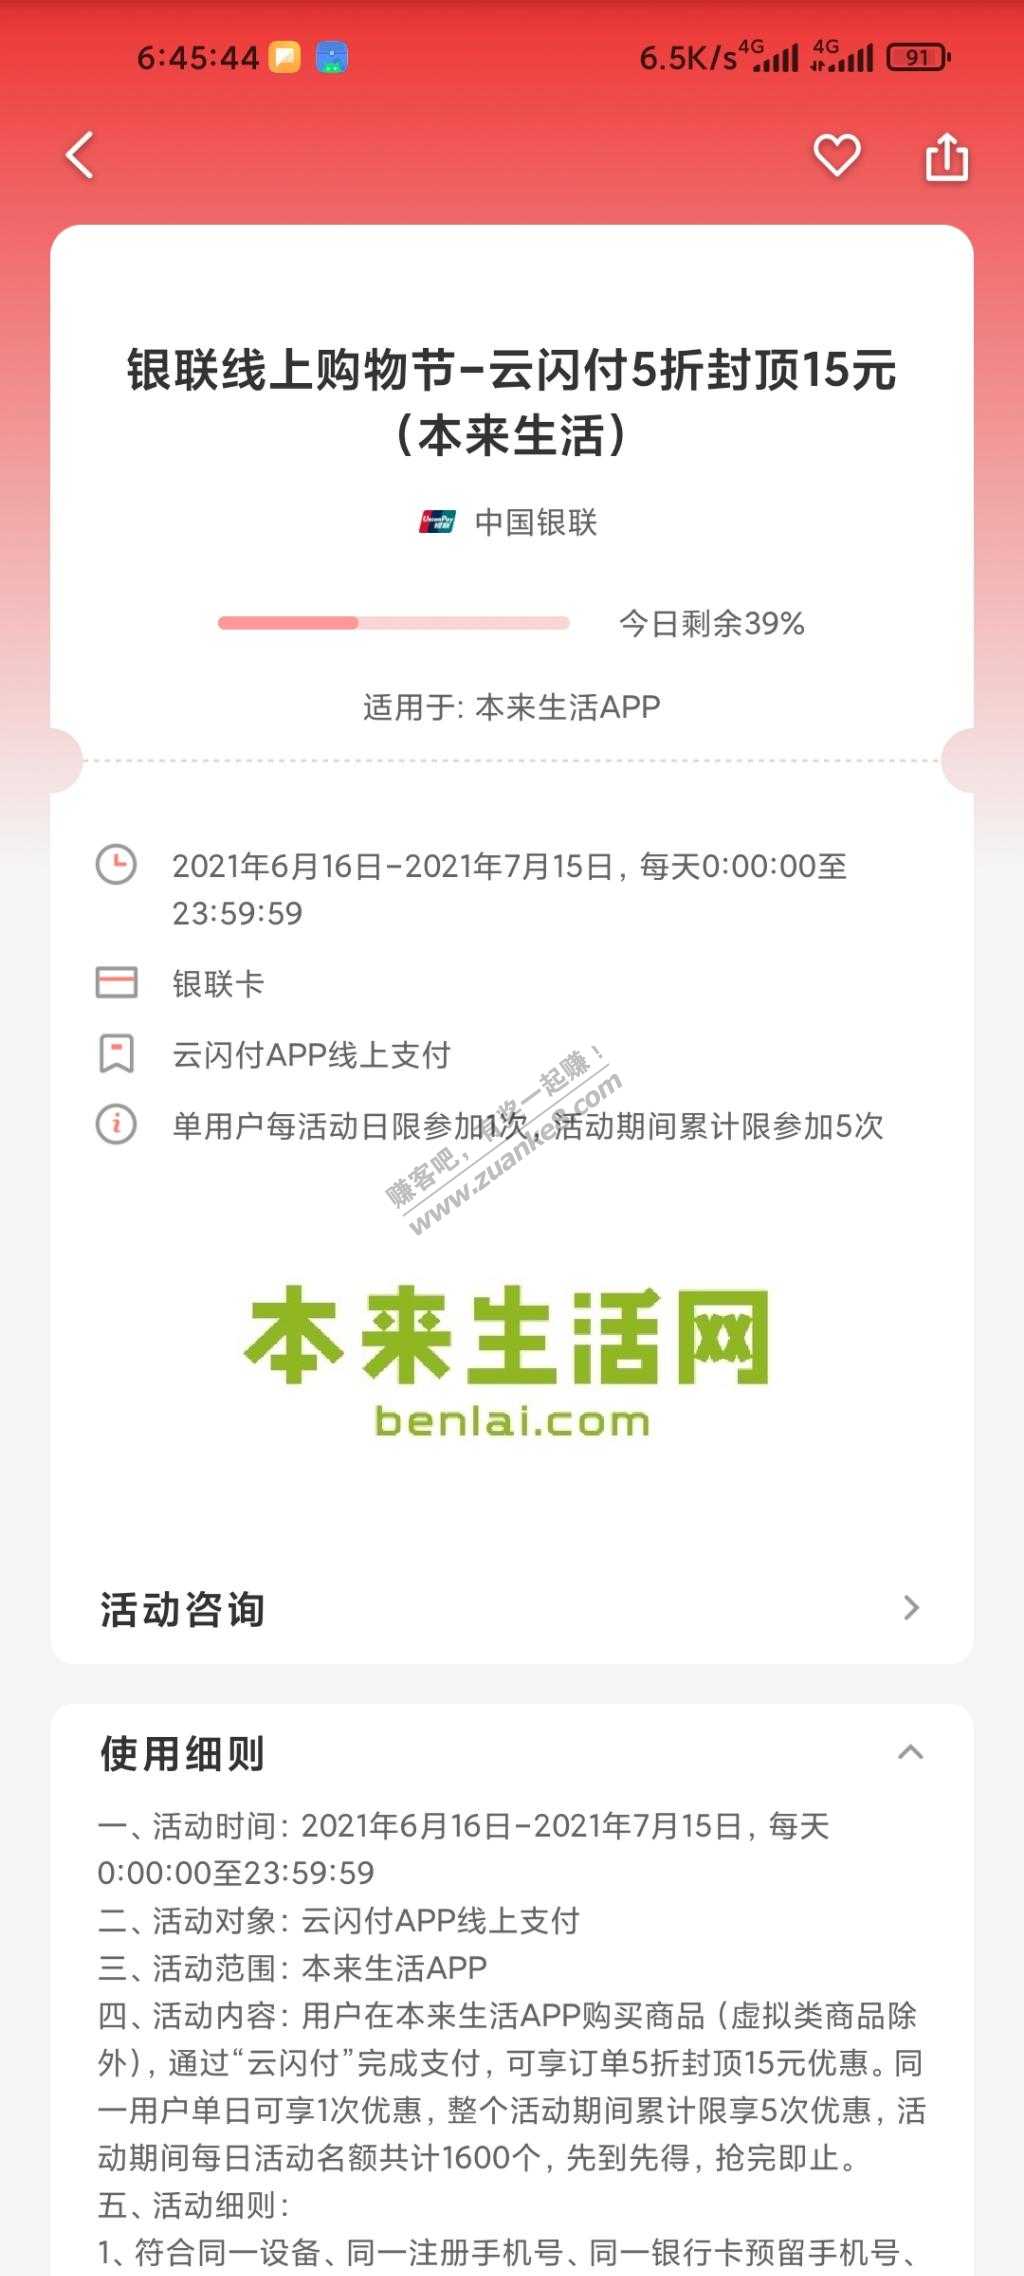 6:45:44
6.5K/s 4G 4G 91
银联线上购物节-云闪付5折封顶15元
（本来生活）
UnionPay 银联 中国银联
今日剩余39%
适用于: 本来生活APP
2021年6月16日-2021年7月15日, 每天0:00:00至
23:59:59
银联卡
云闪付APP线上支付
单用户每活动日限参加1次, 活动期间累计限参加5次
赚客吧，有奖一起赚！
www.zuanke8.com
本来生活网
benlai.com
活动咨询
使用细则
一、活动时间: 2021年6月16日-2021年7月15日, 每天
0:00:00至23:59:59
二、活动对象: 云闪付APP线上支付
三、活动范围: 本来生活APP
四、活动内容: 用户在本来生活APP购买商品（虚拟类商品除
外）, 通过“云闪付”完成支付, 可享订单5折封顶15元优惠。同
一用户单日可享1次优惠, 整个活动期间累计限享5次优惠, 活
动期间每日活动名额共计1600个, 先到先得, 抢完即止。
五、活动细则:
1、符合同一设备、同一注册手机号、同一银行卡预留手机号、